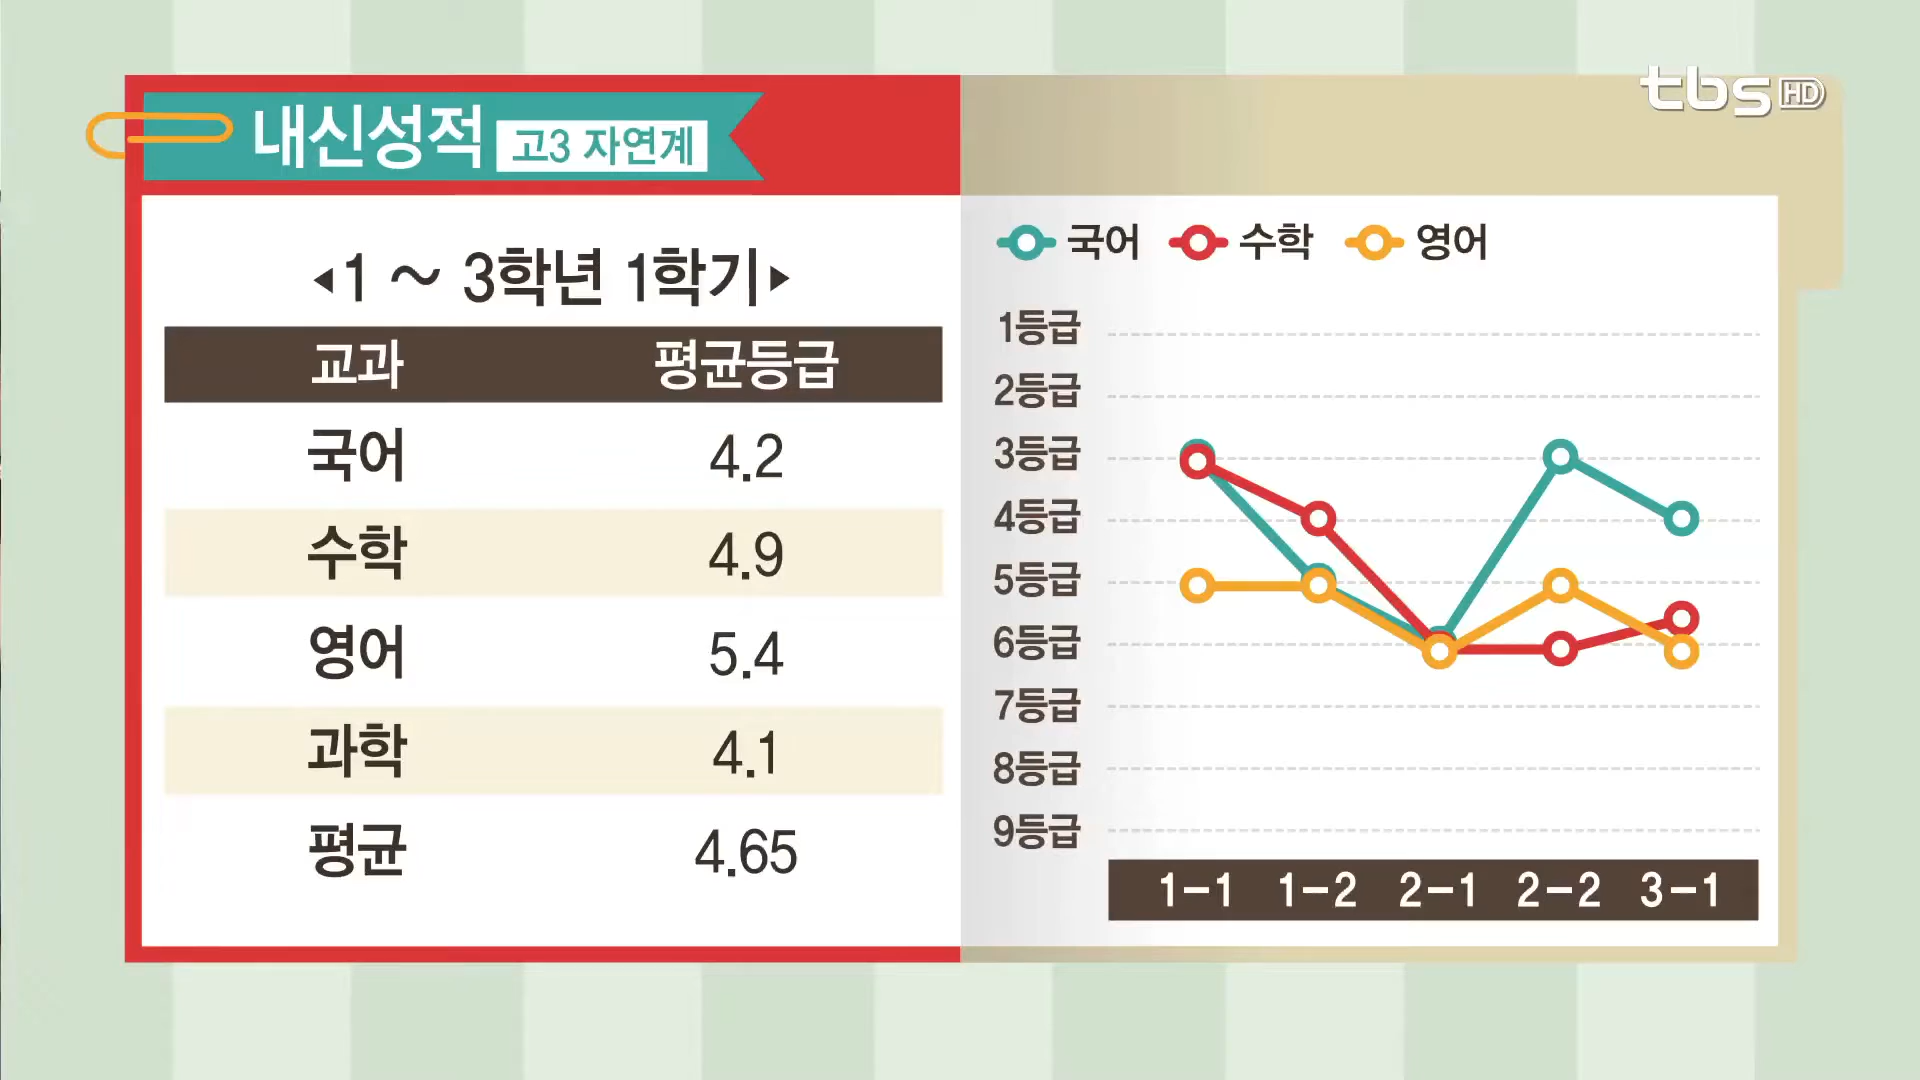 tbs HD
내신성적 고3 자연계
◂1 ~ 3학년 1학기▸
교과 평균등급
국어 4.2
수학 4.9
영어 5.4
과학 4.1
평균 4.65
국어 수학 영어
1등급
2등급
3등급
4등급
5등급
6등급
7등급
8등급
9등급
1-1 1-2 2-1 2-2 3-1